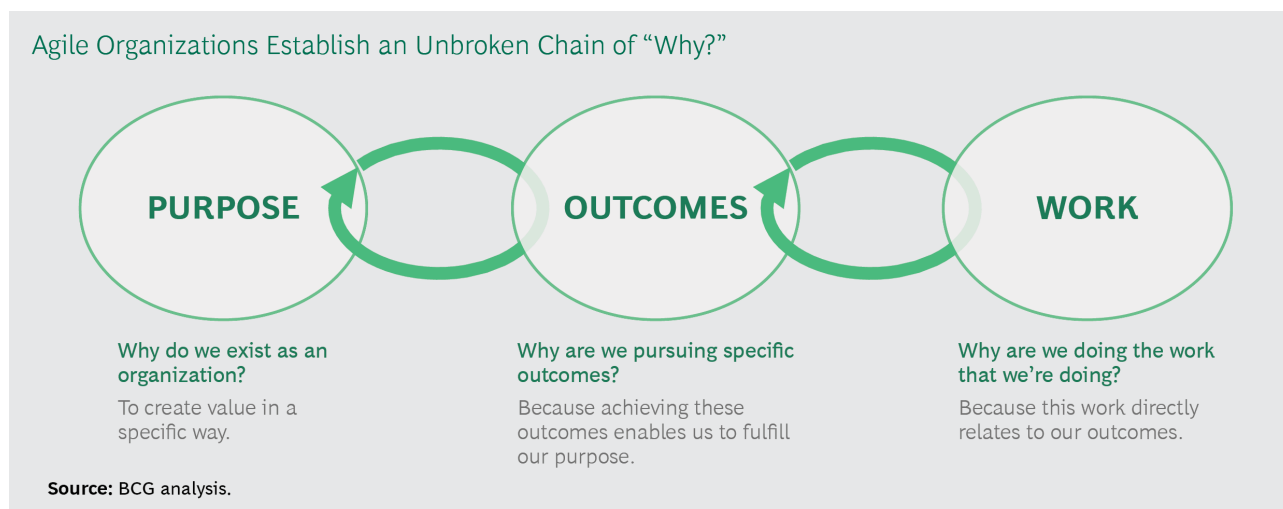 Agile Organizations Establish an Unbroken Chain of “Why?”
PURPOSE
OUTCOMES
WORK
Why do we exist as an
organization?
To create value in a
specific way.
Why are we pursuing specific
outcomes?
Because achieving these
outcomes enables us to fulfill
our purpose.
Why are we doing the work
that we’re doing?
Because this work directly
relates to our outcomes.
Source: BCG analysis.